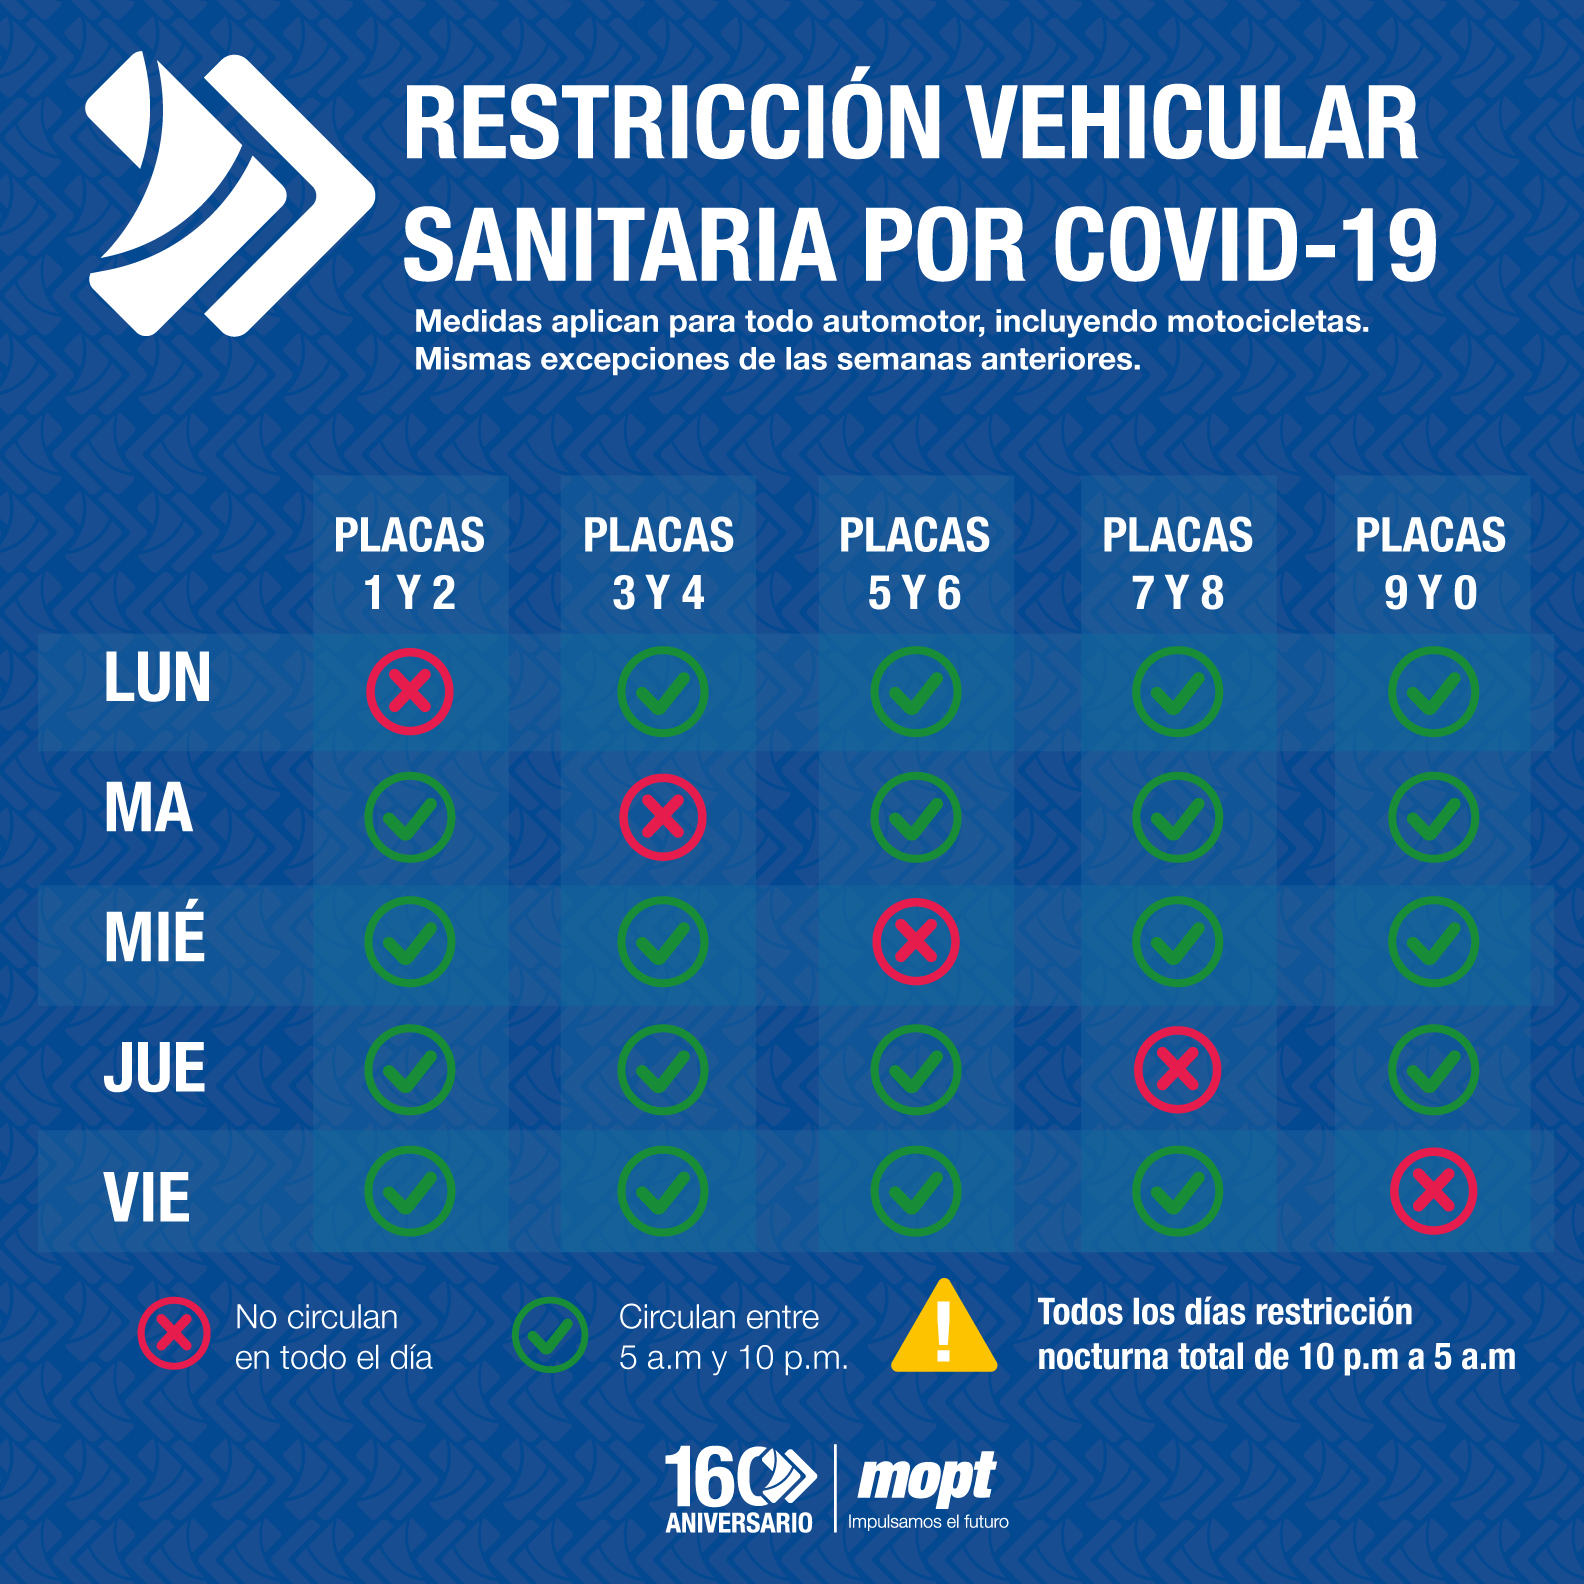 RESTRICCIÓN VEHICULAR
SANITARIA POR COVID-19
Medidas aplican para todo automotor, incluyendo motocicletas.
Mismas excepciones de las semanas anteriores.
PLACAS 1 Y 2
PLACAS 3 Y 4
PLACAS 5 Y 6
PLACAS 7 Y 8
PLACAS 9 Y 0
LUN
MA
MIÉ
JUE
VIE
No circulan
en todo el día
Circulan entre
5 a.m y 10 p.m.
!
Todos los días restricción
nocturna total de 10 p.m a 5 a.m
160
ANIVERSARIO
mopt
Impulsamos el futuro